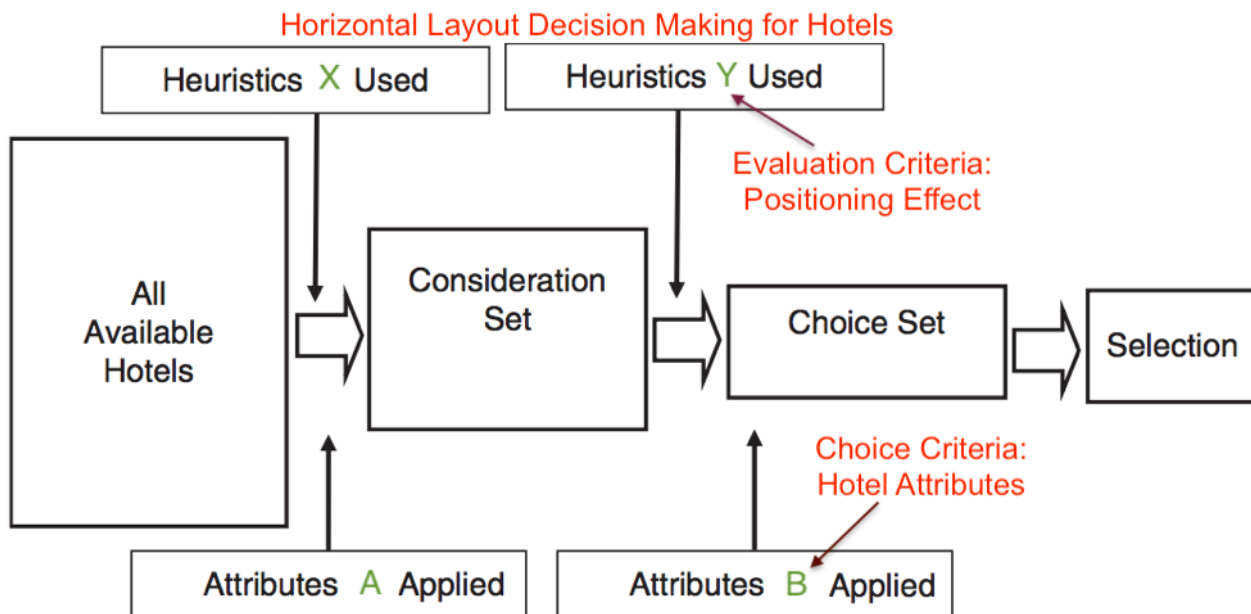 Horizontal Layout Decision Making for Hotels
Heuristics X Used
Heuristics Y Used
Evaluation Criteria:
Positioning Effect
All
Available
Hotels
Consideration
Set
Choice Set
Selection
Choice Criteria:
Hotel Attributes
Attributes A Applied
Attributes B Applied